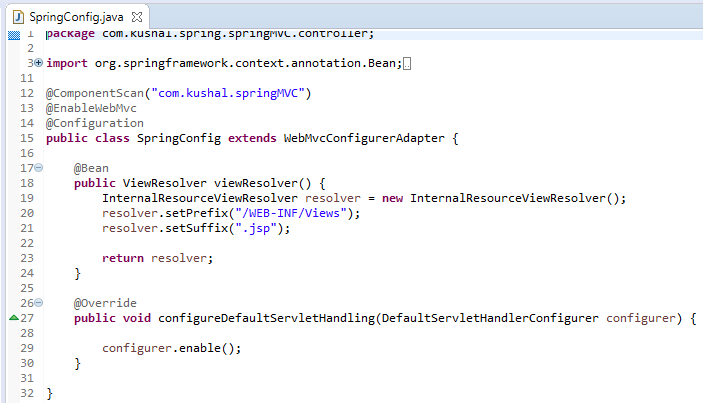 SpringConfig.java
1 package com.kushal.spring.springMVC.controller;
2
3 import org.springframework.context.annotation.Bean;
11
12 @ComponentScan("com.kushal.springMVC")
13 @EnableWebMvc
14 @Configuration
15 public class SpringConfig extends WebMvcConfigurerAdapter {
16
17 @Bean
18 public ViewResolver viewResolver() {
19 InternalResourceViewResolver resolver = new InternalResourceViewResolver();
20 resolver.setPrefix("/WEB-INF/Views");
21 resolver.setSuffix(".jsp");
22
23 return resolver;
24 }
25
26 @Override
27 public void configureDefaultServletHandling(DefaultServletHandlerConfigurer configurer) {
28
29 configurer.enable();
30 }
31
32 }